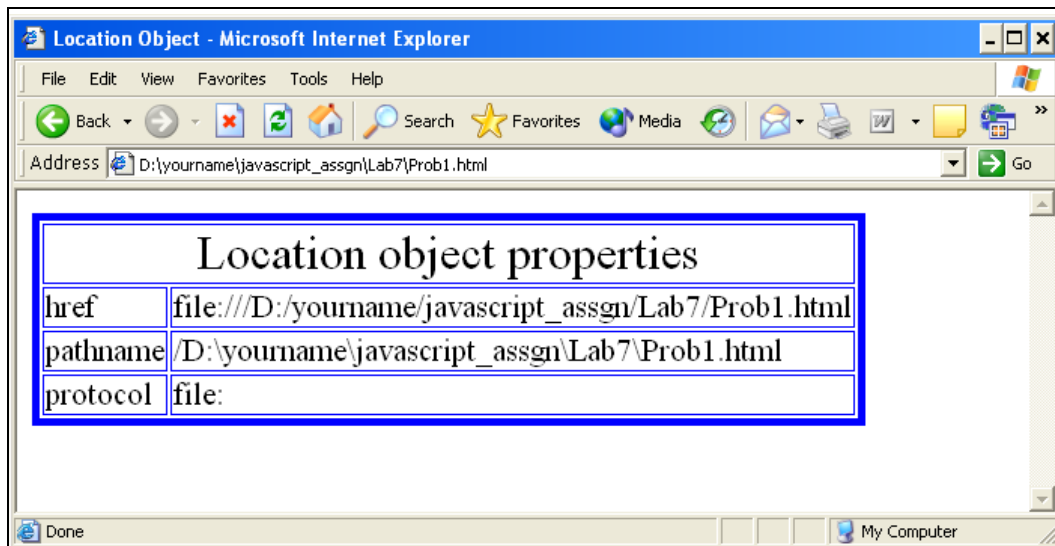 Location Object - Microsoft Internet Explorer
File Edit View Favorites Tools Help
Back Search Favorites Media »
Address D:\yourname\javascript_assgn\Lab7\Prob1.html Go
Location object properties
href file:///D:/yourname/javascript_assgn/Lab7/Prob1.html
pathname /D:\yourname\javascript_assgn\Lab7\Prob1.html
protocol file:
Done My Computer